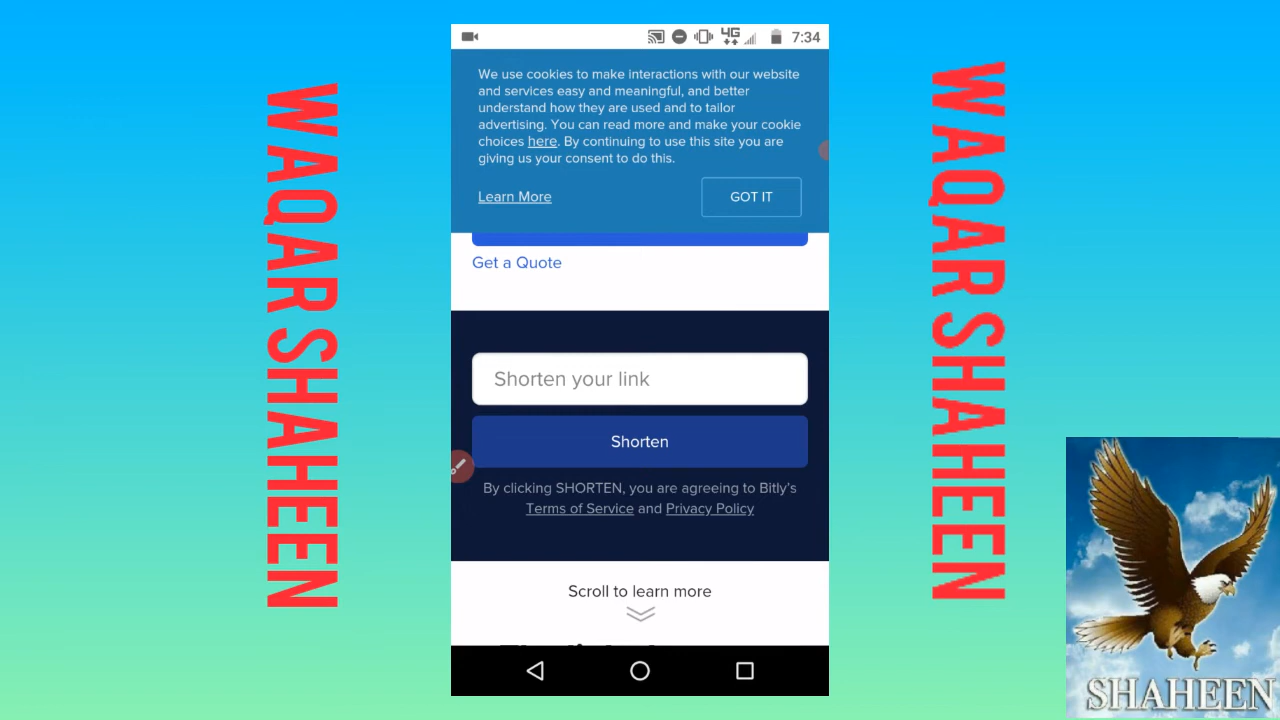 WAQAR SHAHEEN
4G 7:34
We use cookies to make interactions with our website
and services easy and meaningful, and better
understand how they are used and to tailor
advertising. You can read more and make your cookie
choices here. By continuing to use this site you are
giving us your consent to do this.
Learn More
GOT IT
Get a Quote
Shorten your link
Shorten
By clicking SHORTEN, you are agreeing to Bitly's
Terms of Service and Privacy Policy
Scroll to learn more
WAQAR SHAHEEN
SHAHEEN